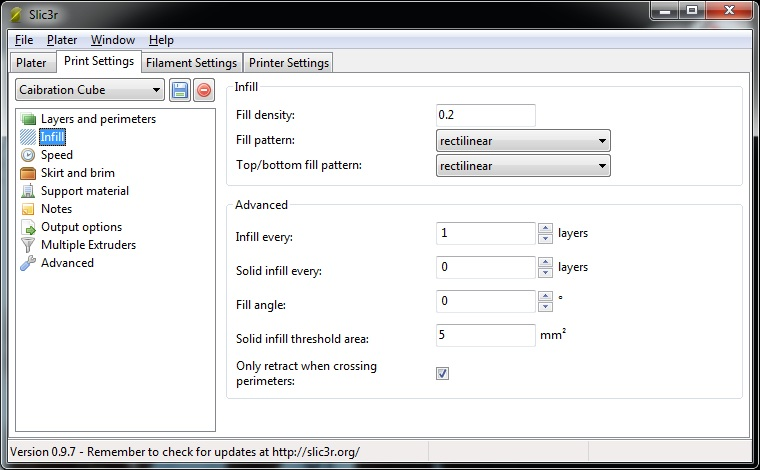 Slic3r
File Plater Window Help
Plater Print Settings Filament Settings Printer Settings
Caibration Cube
Layers and perimeters
Infill
Speed
Skirt and brim
Support material
Notes
Output options
Multiple Extruders
Advanced
Infill
Fill density: 0.2
Fill pattern: rectilinear
Top/bottom fill pattern: rectilinear
Advanced
Infill every: 1 layers
Solid infill every: 0 layers
Fill angle: 0 °
Solid infill threshold area: 5 mm²
Only retract when crossing
perimeters:
Version 0.9.7 - Remember to check for updates at http://slic3r.org/